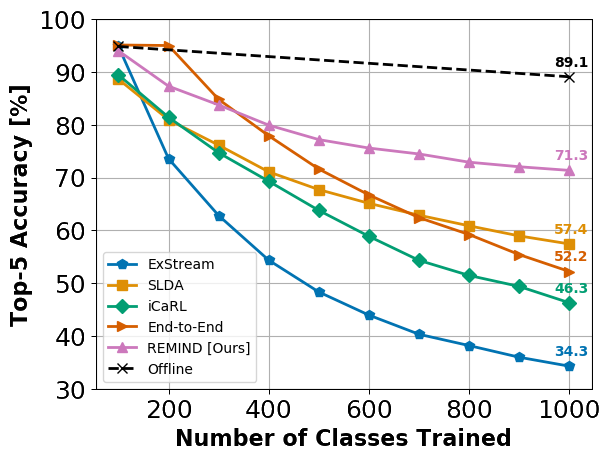 100
90
80
70
60
50
40
30
Top-5 Accuracy [%]
89.1
71.3
57.4
52.2
46.3
34.3
ExStream
SLDA
iCaRL
End-to-End
REMIND [Ours]
Offline
200 400 600 800 1000
Number of Classes Trained